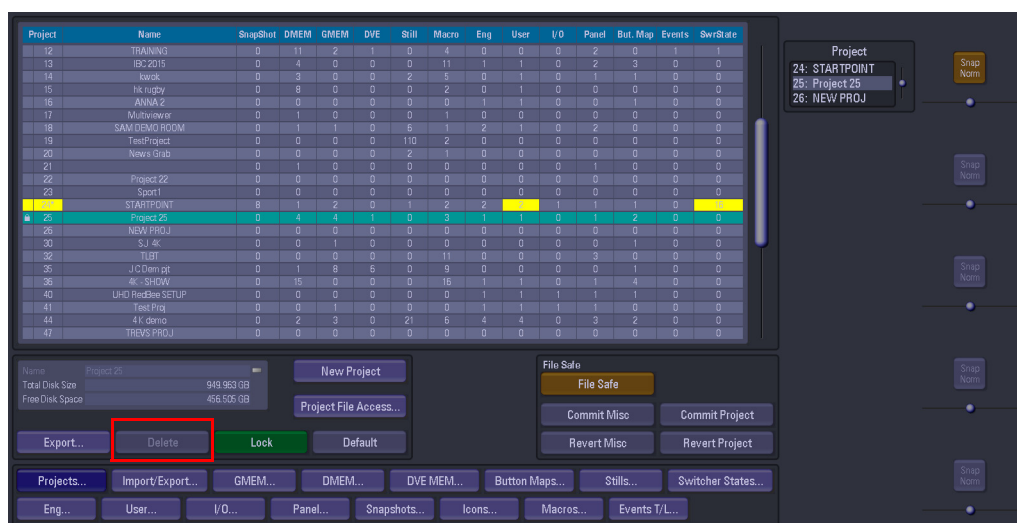 Project Name SnapShot DMEM GMEM DVE Still Macro Eng User I/O Panel But. Map Events SwrState
12 TRAINING 0 11 2 1 0 4 0 0 0 2 0 1 1
13 IBC 2015 0 4 0 0 0 11 1 1 0 2 3 0 0
14 kwok 0 3 0 0 2 5 0 1 0 1 1 0 0
15 hk rugby 0 8 0 0 0 2 0 1 0 0 0 0 0
16 ANNA 2 0 0 0 0 0 0 1 1 0 0 1 0 0
17 Multiviewer 0 1 0 0 0 1 0 0 0 0 0 0 0
18 SAM DEMO ROOM 0 1 1 0 6 1 2 1 0 2 0 0 0
19 TestProject 0 0 0 0 110 2 0 0 0 0 0 0 0
20 News Grab 0 0 0 0 2 1 0 0 0 0 0 0 0
21 0 1 0 0 0 0 0 0 0 1 0 0 0
22 Project 22 0 0 0 0 0 0 0 0 0 0 0 0 0
23 Sport1 0 0 0 0 0 0 0 0 0 0 0 0 0
24* STARTPOINT 8 1 2 0 1 2 2 2 1 1 1 0 16
25 Project 25 0 4 4 1 0 3 1 1 0 1 2 0 0
26 NEW PROJ 0 0 0 0 0 0 0 0 0 0 0 0 0
30 SJ 4K 0 0 1 0 0 0 0 0 0 0 1 0 0
32 TLBT 0 0 0 0 0 11 0 0 0 3 0 0 0
35 J C Dem pjt 0 1 8 6 0 9 0 0 0 0 1 0 0
36 4K - SHOW 0 15 0 0 0 16 1 1 0 1 4 0 0
40 UHD RedBee SETUP 0 0 0 0 0 0 1 1 1 1 1 0 0
41 Test Proj 0 0 1 0 0 0 1 1 1 1 0 0 0
44 4K demo 0 2 3 0 21 6 4 4 0 3 2 0 0
47 TREVS PROJ 0 0 0 0 0 0 0 0 0 0 0 0 0
Project
24: STARTPOINT
25: Project 25
26: NEW PROJ
Snap
Norm
Snap
Norm
Snap
Norm
Snap
Norm
Snap
Norm
Name Project 25
Total Disk Size 949.963 GB
Free Disk Space 456.505 GB
New Project
Project File Access...
Export... Delete Lock Default
File Safe
File Safe
Commit Misc Commit Project
Revert Misc Revert Project
Projects... Import/Export... GMEM... DMEM... DVE MEM... Button Maps... Stills... Switcher States...
Eng... User... I/O... Panel... Snapshots... Icons... Macros... Events T/L...